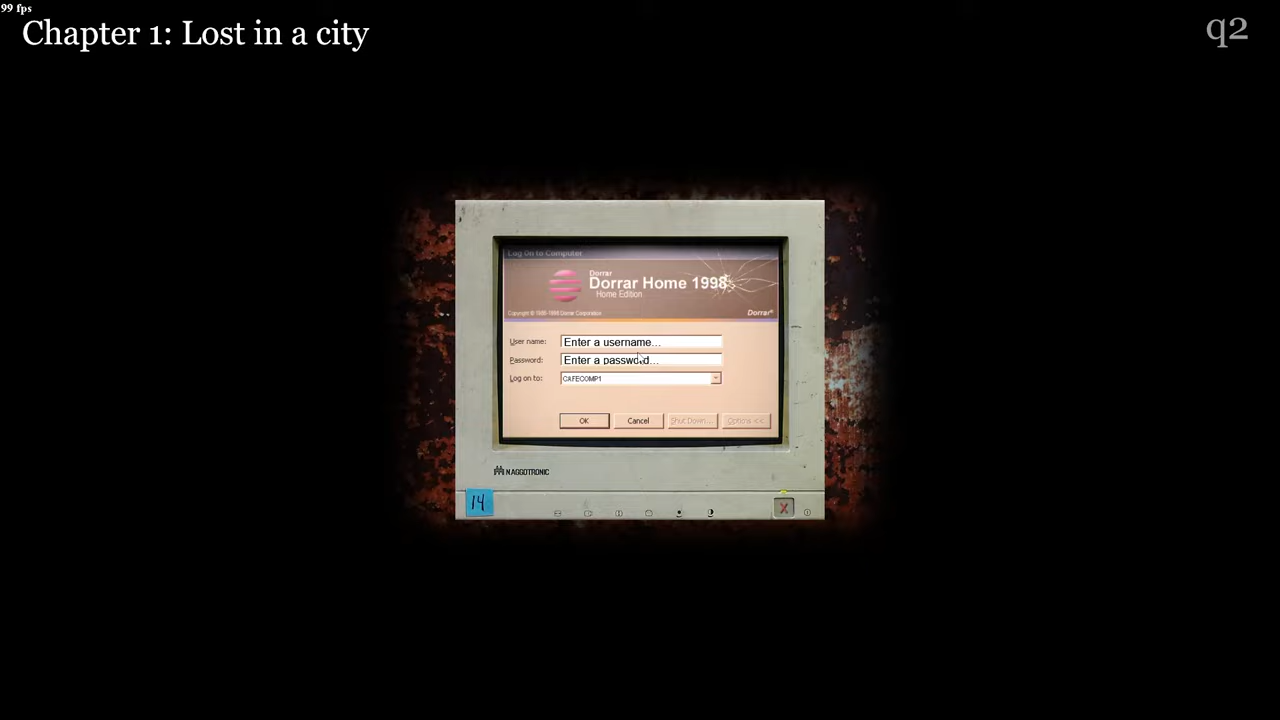 99 fps
Chapter 1: Lost in a city
q2
Log On to Computer
Dorrar
Dorrar Home 1998
Home Edition
Dorrar
User name:
Enter a username...
Password:
Enter a password...
Log on to:
CAFECOMP1
OK
Cancel
Shut Down...
Options <<
NAGGOTRONIC
14
X